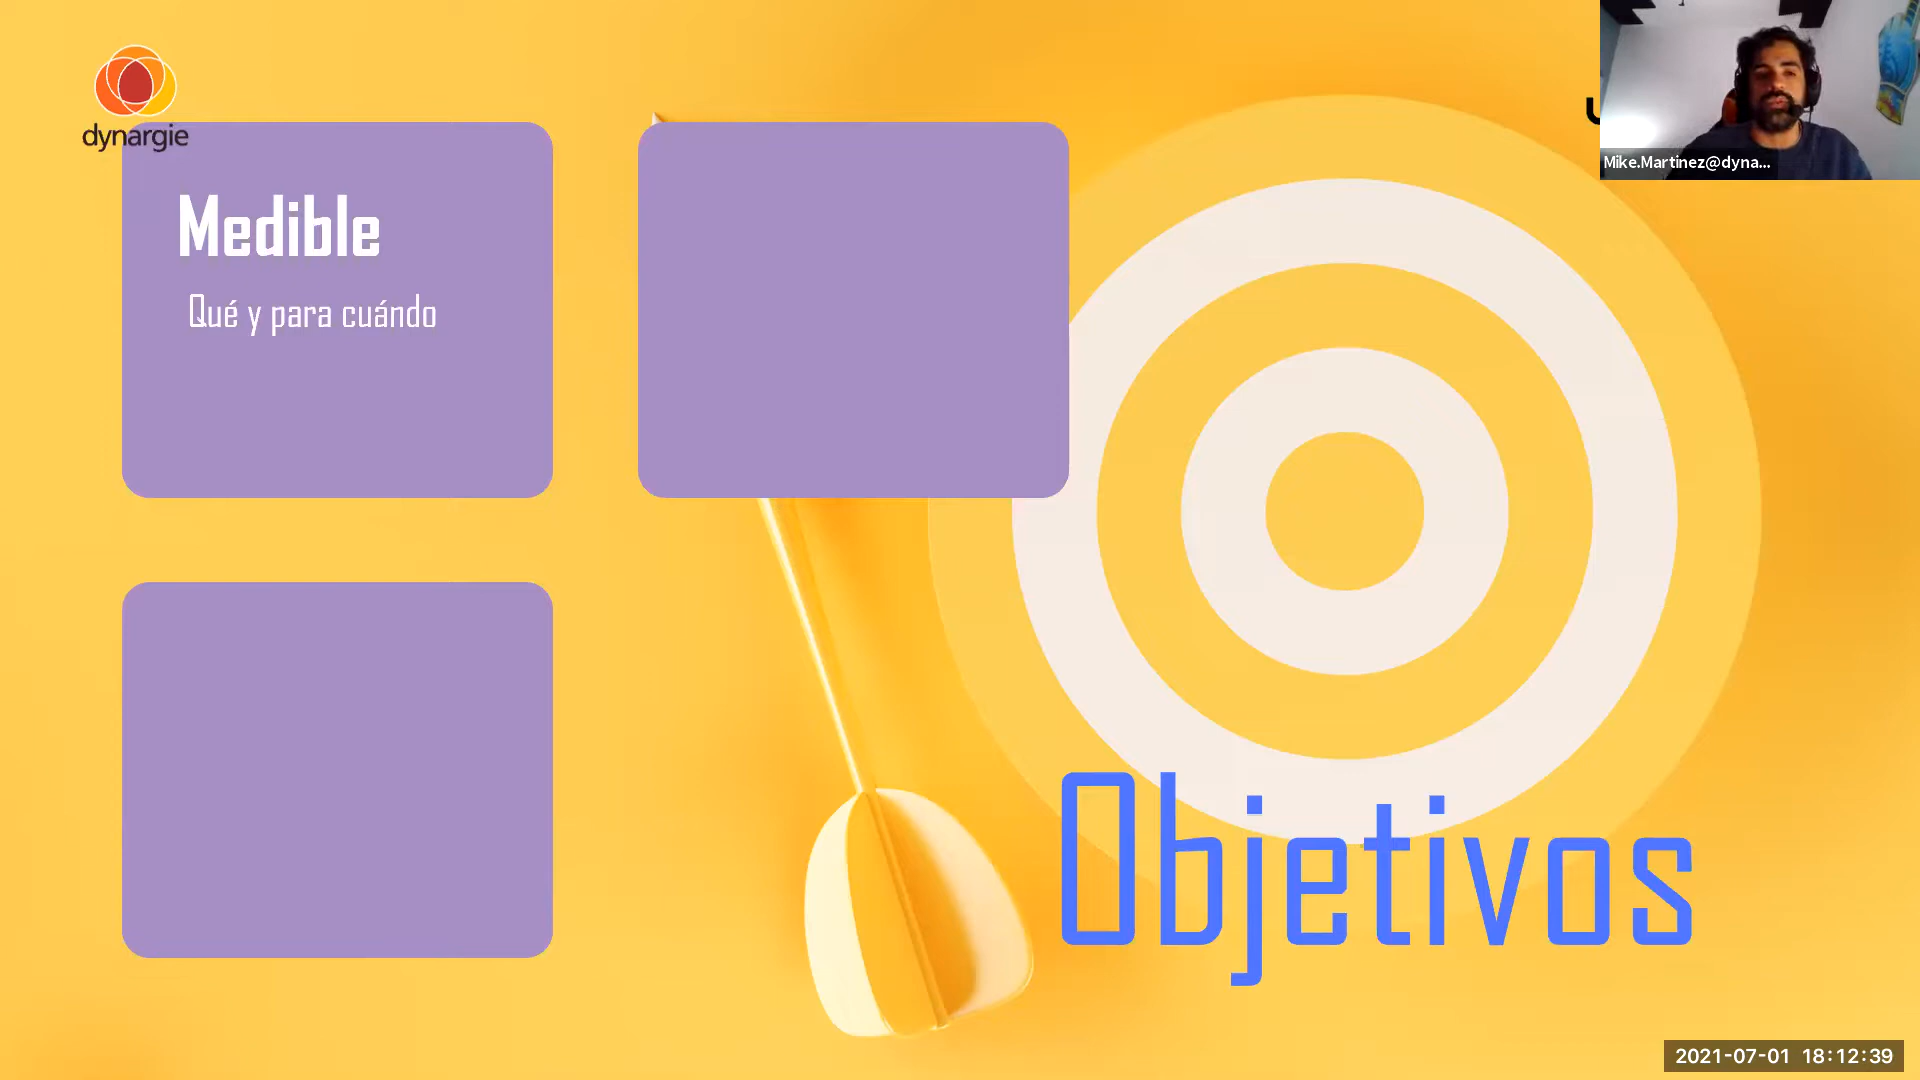 dynargie
Medible
Qué y para cuándo
Mike.Martinez@dyna...
Objetivos
2021-07-01 18:12:39